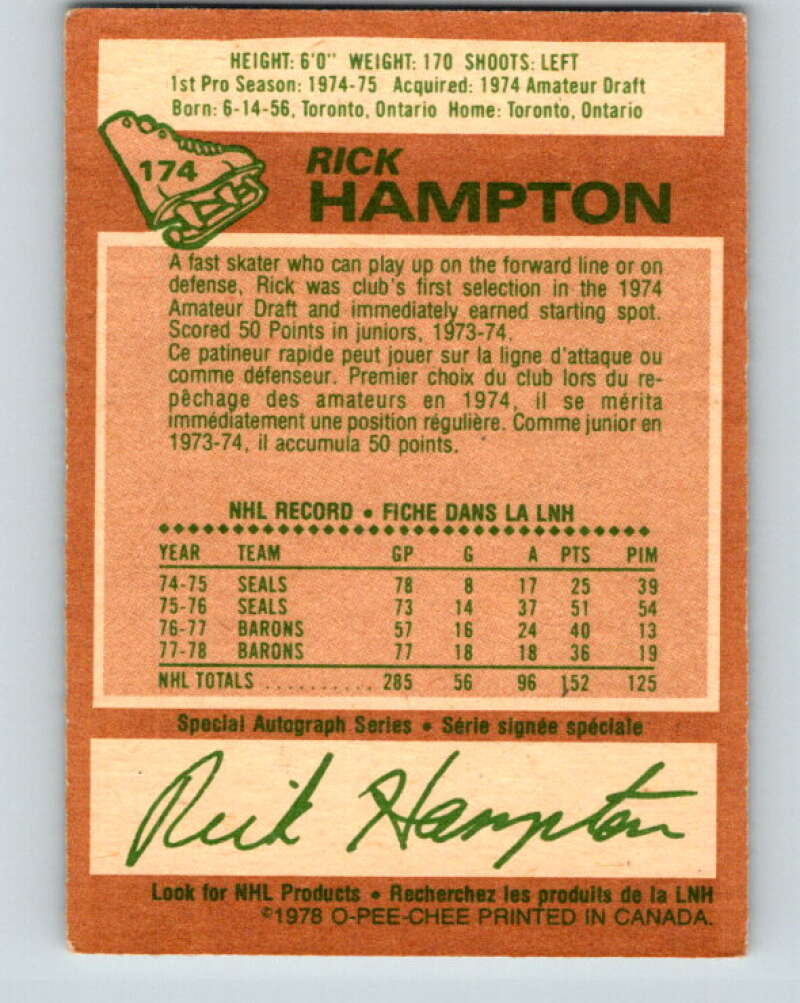 HEIGHT: 6'0" WEIGHT: 170 SHOOTS: LEFT
1st Pro Season: 1974-75 Acquired: 1974 Amateur Draft
Born: 6-14-56, Toronto, Ontario Home: Toronto, Ontario
174
RICK
HAMPTON
A fast skater who can play up on the forward line or on
defense, Rick was club's first selection in the 1974
Amateur Draft and immediately earned starting spot.
Scored 50 Points in juniors, 1973-74.
Ce patineur rapide peut jouer sur la ligne d'attaque ou
comme défenseur. Premier choix du club lors du re-
pêchage des amateurs en 1974, il se mérita
immédiatement une position régulière. Comme junior en
1973-74, il accumula 50 points.
NHL RECORD • FICHE DANS LA LNH
YEAR TEAM GP G A PTS PIM
74-75 SEALS 78 8 17 25 39
75-76 SEALS 73 14 37 51 54
76-77 BARONS 57 16 24 40 13
77-78 BARONS 77 18 18 36 19
NHL TOTALS .......... 285 56 96 152 125
Special Autograph Series • Série signée spéciale
Rick Hampton
Look for NHL Products • Recherchez les produits de la LNH
©1978 O-PEE-CHEE PRINTED IN CANADA.